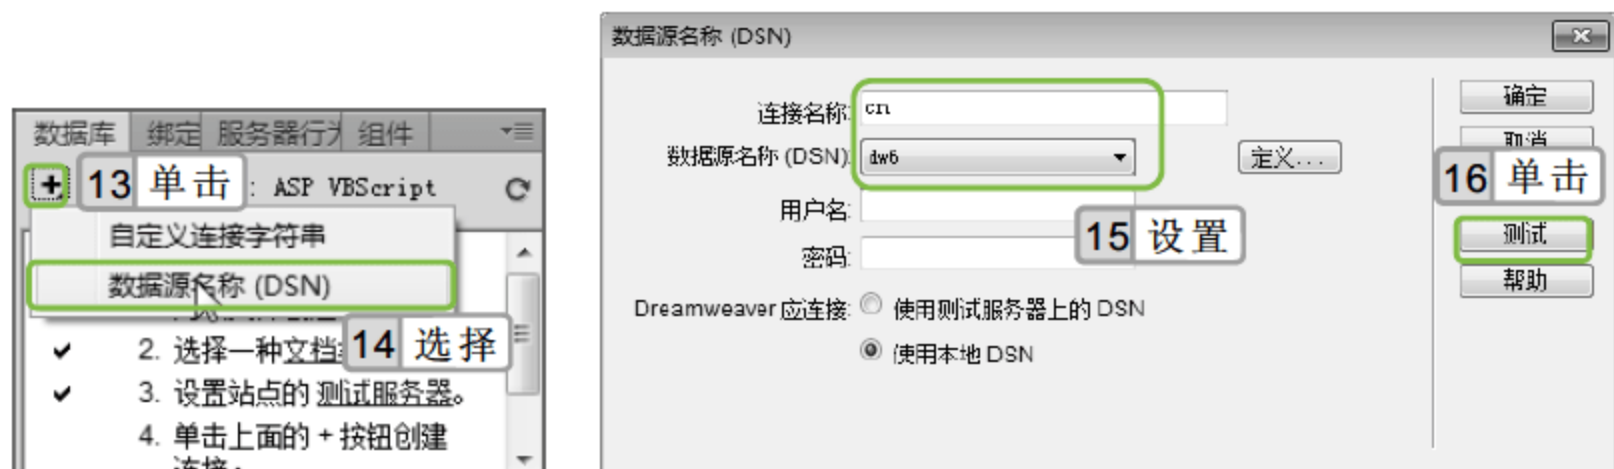 数据库 绑定 服务器行 组件
13 单击 : ASP VBScript
自定义连接字符串
数据源名称 (DSN)
14 选择
2. 选择一种文档
3. 设置站点的 测试服务器。
4. 单击上面的 + 按钮创建
连接。
数据源名称 (DSN)
连接名称: cn
数据源名称 (DSN): dw6
定义...
用户名:
密码:
15 设置
Dreamweaver 应连接: 使用测试服务器上的 DSN
使用本地 DSN
确定
取消
16 单击
测试
帮助